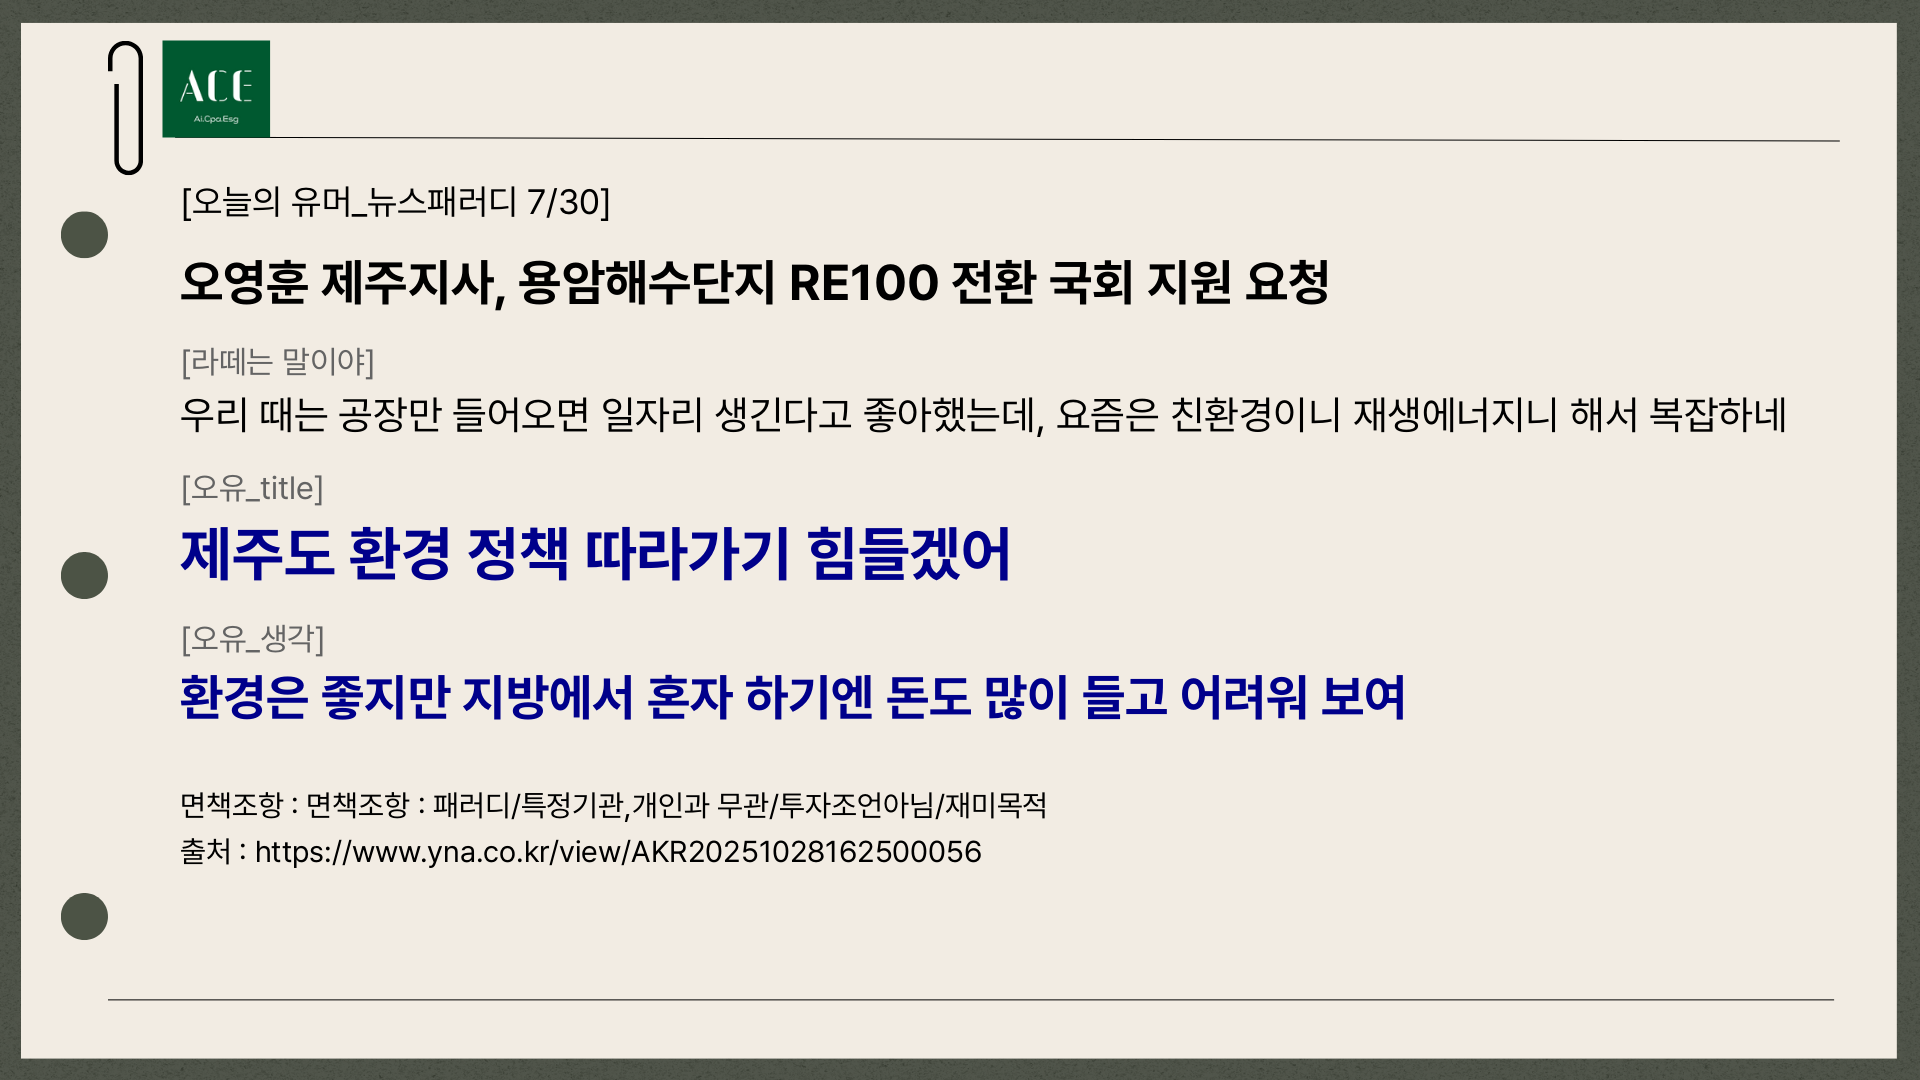 ACE
Ai.Cpa.Esg
[오늘의 유머_뉴스패러디 7/30]
오영훈 제주지사, 용암해수단지 RE100 전환 국회 지원 요청
[라떼는 말이야]
우리 때는 공장만 들어오면 일자리 생긴다고 좋아했는데, 요즘은 친환경이니 재생에너지니 해서 복잡하네
[오유_title]
제주도 환경 정책 따라가기 힘들겠어
[오유_생각]
환경은 좋지만 지방에서 혼자 하기엔 돈도 많이 들고 어려워 보여
면책조항 : 면책조항 : 패러디/특정기관,개인과 무관/투자조언아님/재미목적
출처 : https://www.yna.co.kr/view/AKR20251028162500056